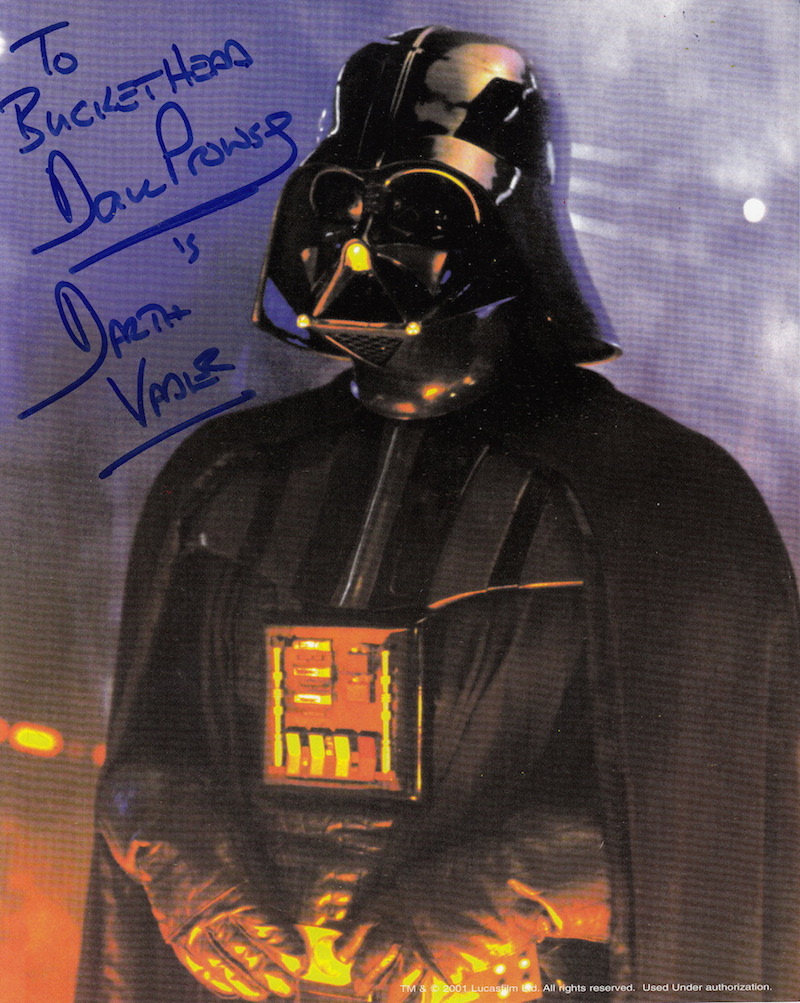 To
BucketHead
Dave Prowse
is
Darth
Vader
TM & © 2001 Lucasfilm Ltd. All rights reserved. Used Under authorization.